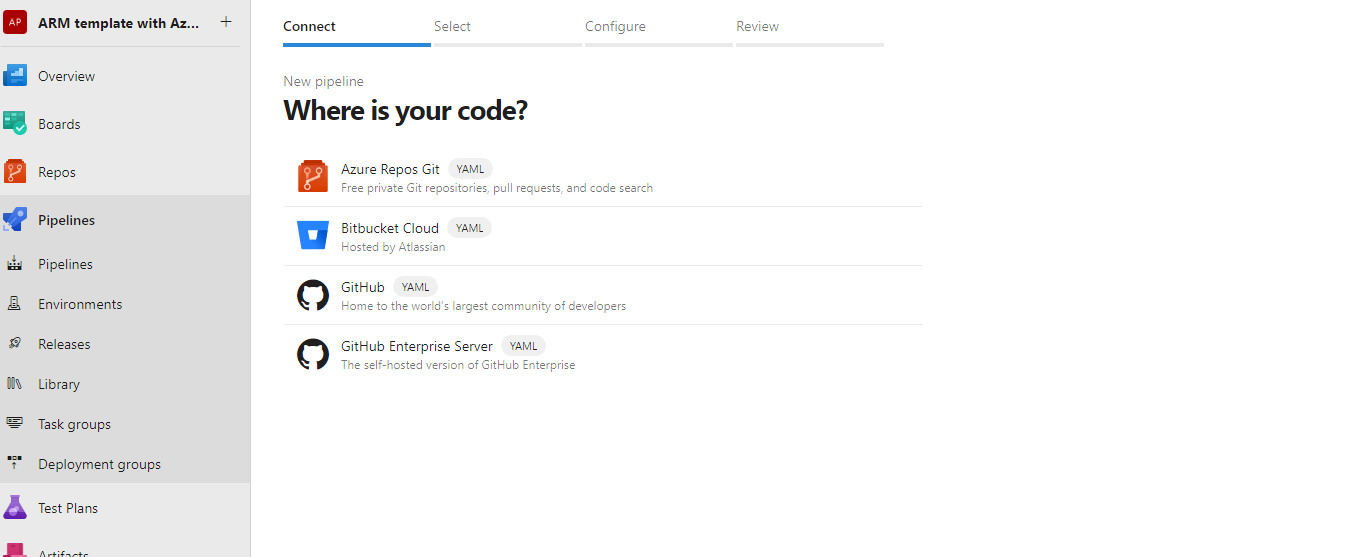 AP
ARM template with Az...
+
Overview
Boards
Repos
Pipelines
Pipelines
Environments
Releases
Library
Task groups
Deployment groups
Test Plans
Artifacts
Connect
Select
Configure
Review
New pipeline
Where is your code?
Azure Repos Git YAML
Free private Git repositories, pull requests, and code search
Bitbucket Cloud YAML
Hosted by Atlassian
GitHub YAML
Home to the world's largest community of developers
GitHub Enterprise Server YAML
The self-hosted version of GitHub Enterprise